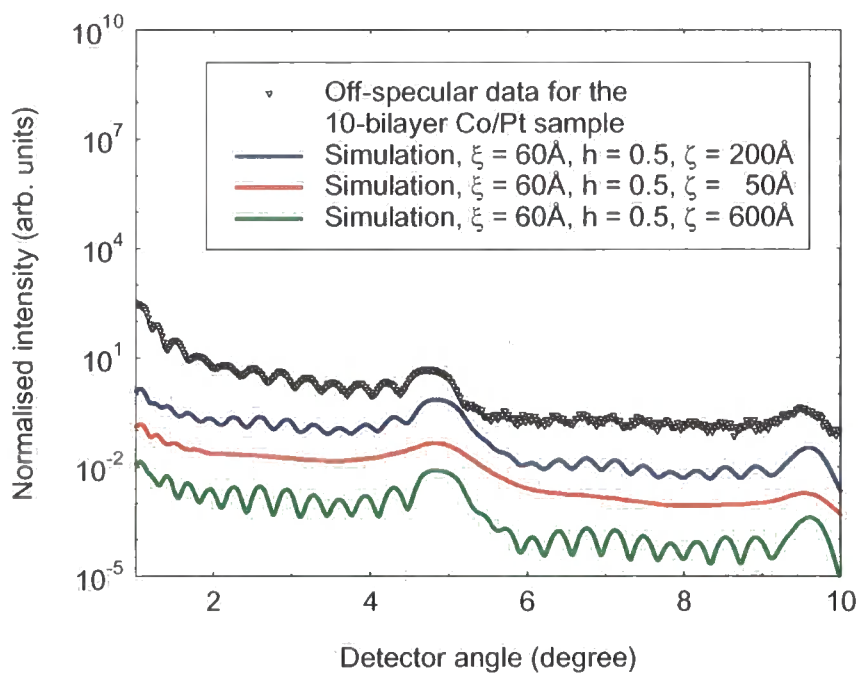 Normalised intensity (arb. units)
10^10
10^7
10^4
10^1
10^-2
10^-5
Off-specular data for the
10-bilayer Co/Pt sample
Simulation, ξ = 60Å, h = 0.5, ζ = 200Å
Simulation, ξ = 60Å, h = 0.5, ζ = 50Å
Simulation, ξ = 60Å, h = 0.5, ζ = 600Å
2 4 6 8 10
Detector angle (degree)